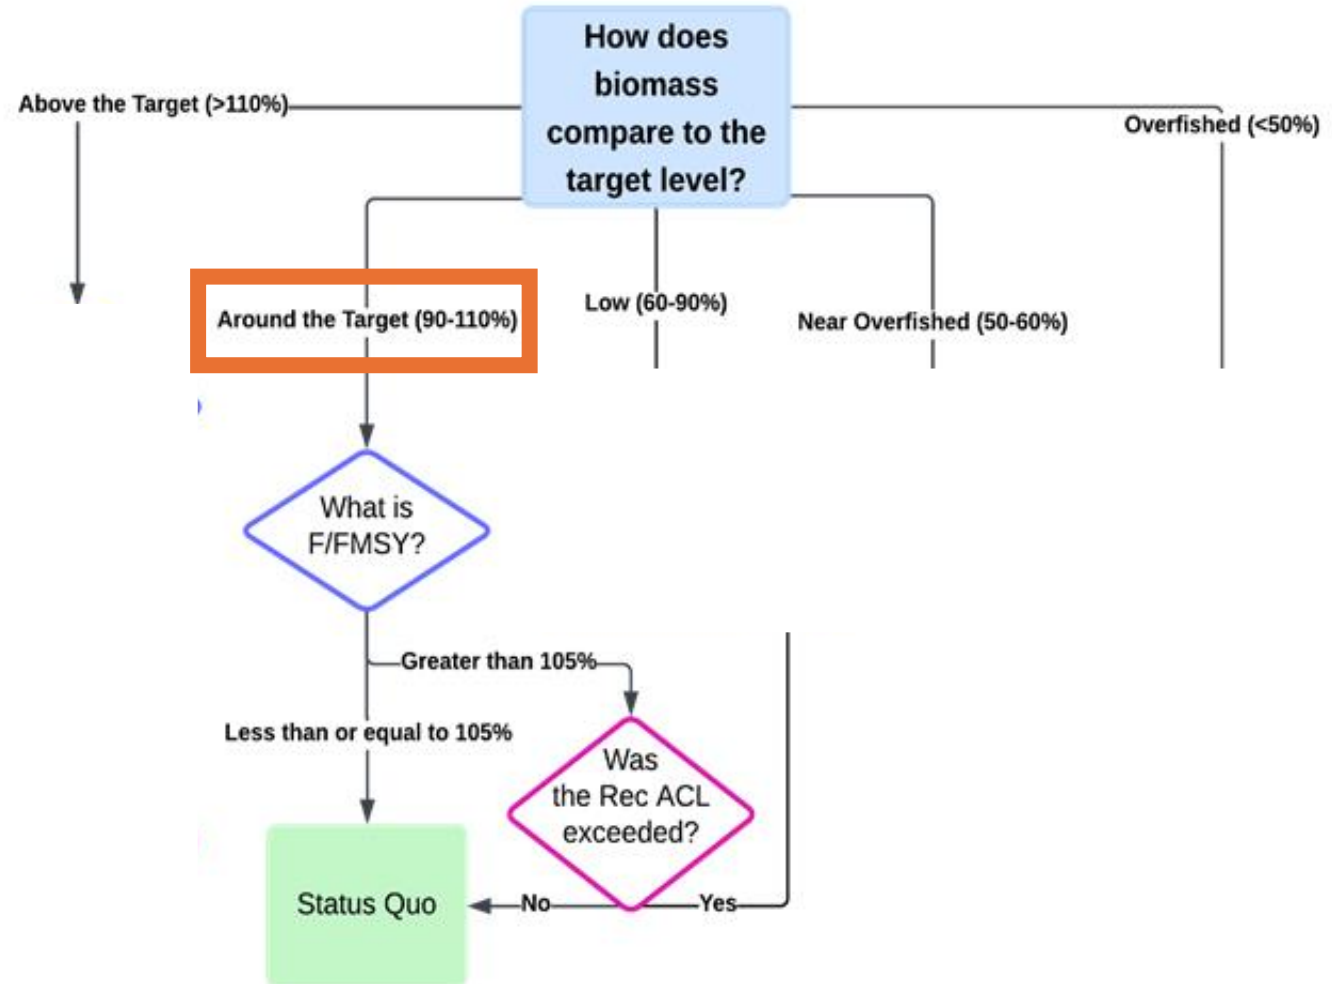 How does
biomass
compare to the
target level?
Above the Target (>110%)
Overfished (<50%)
Around the Target (90-110%)
Low (60-90%)
Near Overfished (50-60%)
What is
F/FMSY?
Greater than 105%
Less than or equal to 105%
Was
the Rec ACL
exceeded?
Status Quo
No
Yes